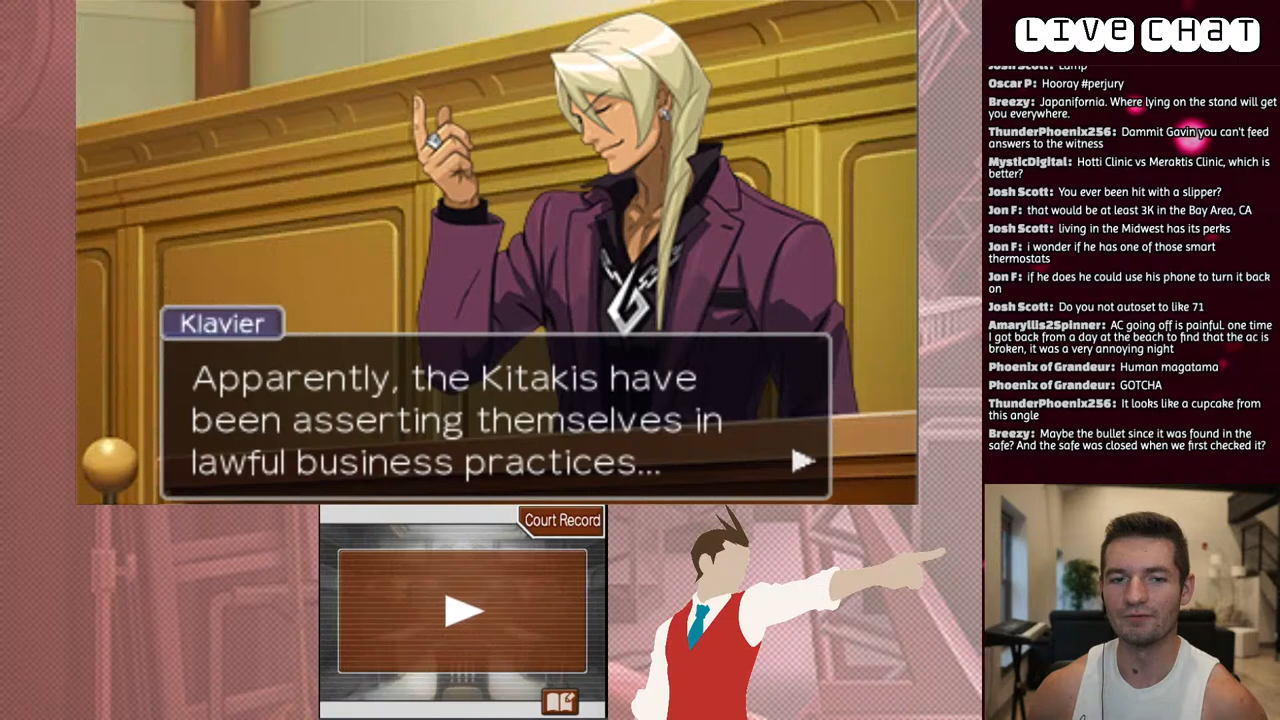 LIVE CHAT
Josh Scott: Lamp
Oscar P: Hooray #perjury
Breezy: Japanifornia. Where lying on the stand will get
you everywhere.
ThunderPhoenix256: Dammit Gavin you can't feed
answers to the witness
MysticDigital: Hotti Clinic vs Meraktis Clinic, which is
better?
Josh Scott: You ever been hit with a slipper?
Jon F: that would be at least 3K in the Bay Area, CA
Josh Scott: living in the Midwest has its perks
Jon F: i wonder if he has one of those smart
thermostats
Jon F: if he does he could use his phone to turn it back
on
Josh Scott: Do you not autoset to like 71
Amaryllis2Spinner: AC going off is painful. one time
I got back from a day at the beach to find that the ac is
broken, it was a very annoying night
Phoenix of Grandeur: Human magatama
Phoenix of Grandeur: GOTCHA
ThunderPhoenix256: It looks like a cupcake from
this angle
Breezy: Maybe the bullet since it was found in the
safe? And the safe was closed when we first checked it?
Klavier
Apparently, the Kitakis have
been asserting themselves in
lawful business practices...
Court Record